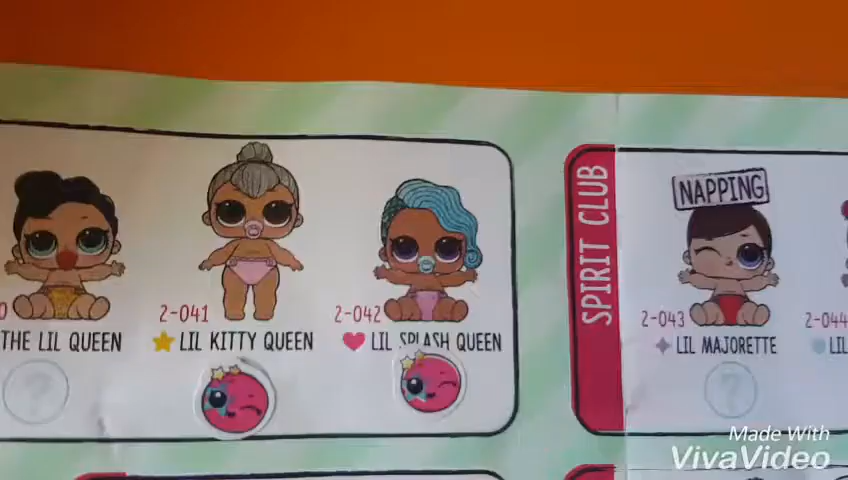 2-041
2-042
THE LIL QUEEN
LIL KITTY QUEEN
LIL SPLASH QUEEN
?
SPIRIT CLUB
NAPPING
2-043
2-044
LIL MAJORETTE
LIL
?
Made With
VivaVideo